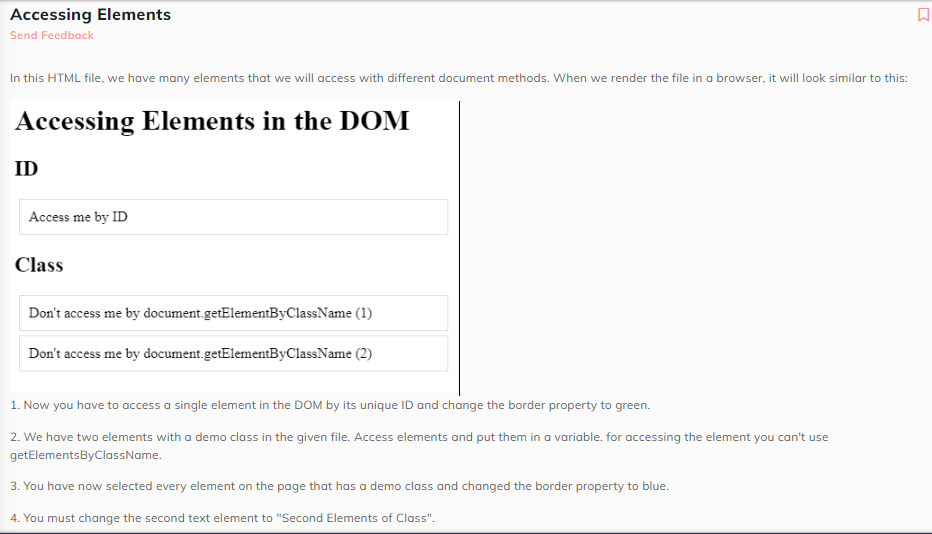 Accessing Elements
Send Feedback
In this HTML file, we have many elements that we will access with different document methods. When we render the file in a browser, it will look similar to this:
Accessing Elements in the DOM
ID
Access me by ID
Class
Don't access me by document.getElementByClassName (1)
Don't access me by document.getElementByClassName (2)
1. Now you have to access a single element in the DOM by its unique ID and change the border property to green.
2. We have two elements with a demo class in the given file. Access elements and put them in a variable. for accessing the element you can't use
getElementsByClassName.
3. You have now selected every element on the page that has a demo class and changed the border property to blue.
4. You must change the second text element to "Second Elements of Class".